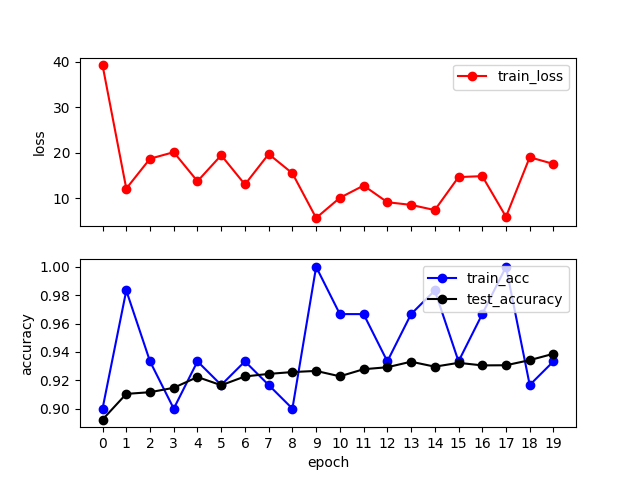 40
30
20
10
loss
train_loss
1.00
0.98
0.96
0.94
0.92
0.90
accuracy
train_acc
test_accuracy
0 1 2 3 4 5 6 7 8 9 10 11 12 13 14 15 16 17 18 19
epoch